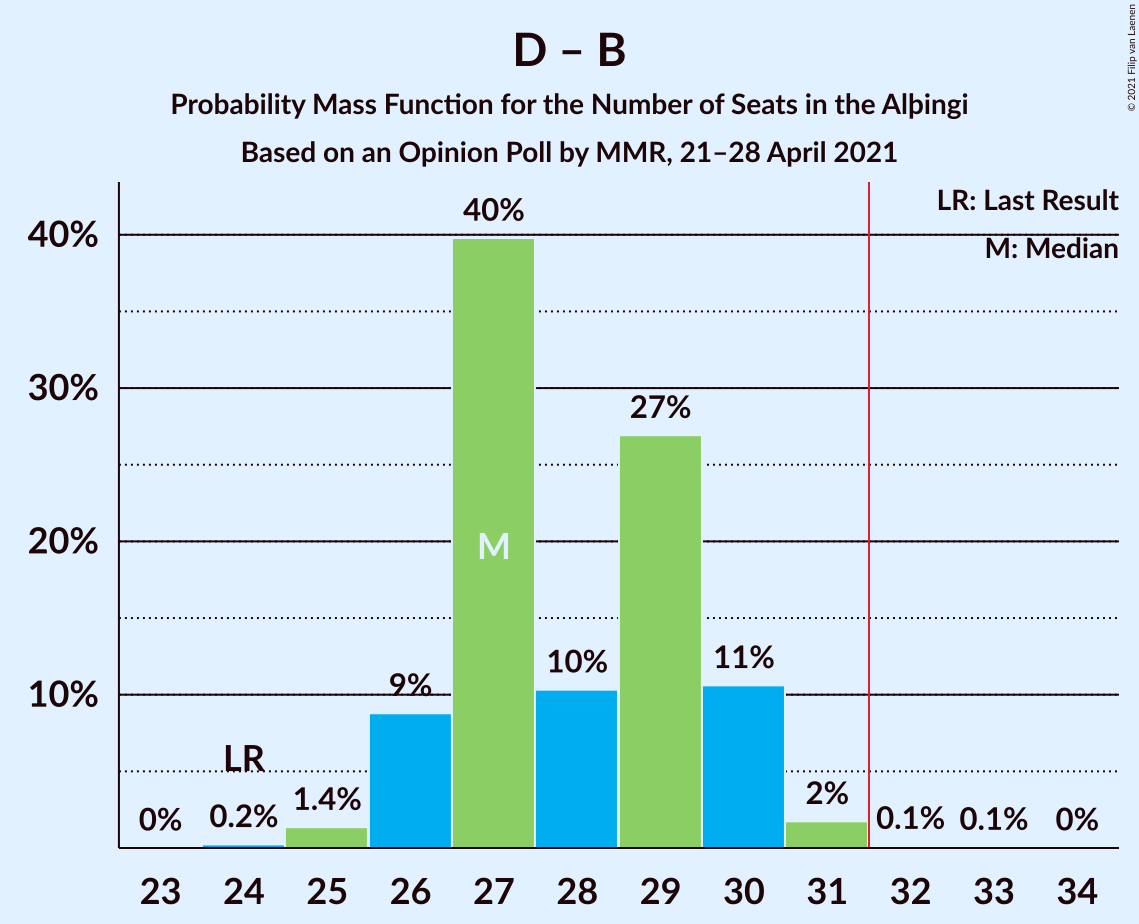 D – B
Probability Mass Function for the Number of Seats in the Alþingi
Based on an Opinion Poll by MMR, 21–28 April 2021
© 2021 Filip van Laenen
LR: Last Result
M: Median
40%
30%
20%
10%
0%
LR
0.2%
1.4%
9%
40%
M
10%
27%
11%
2%
0.1%
0.1%
0%
23 24 25 26 27 28 29 30 31 32 33 34